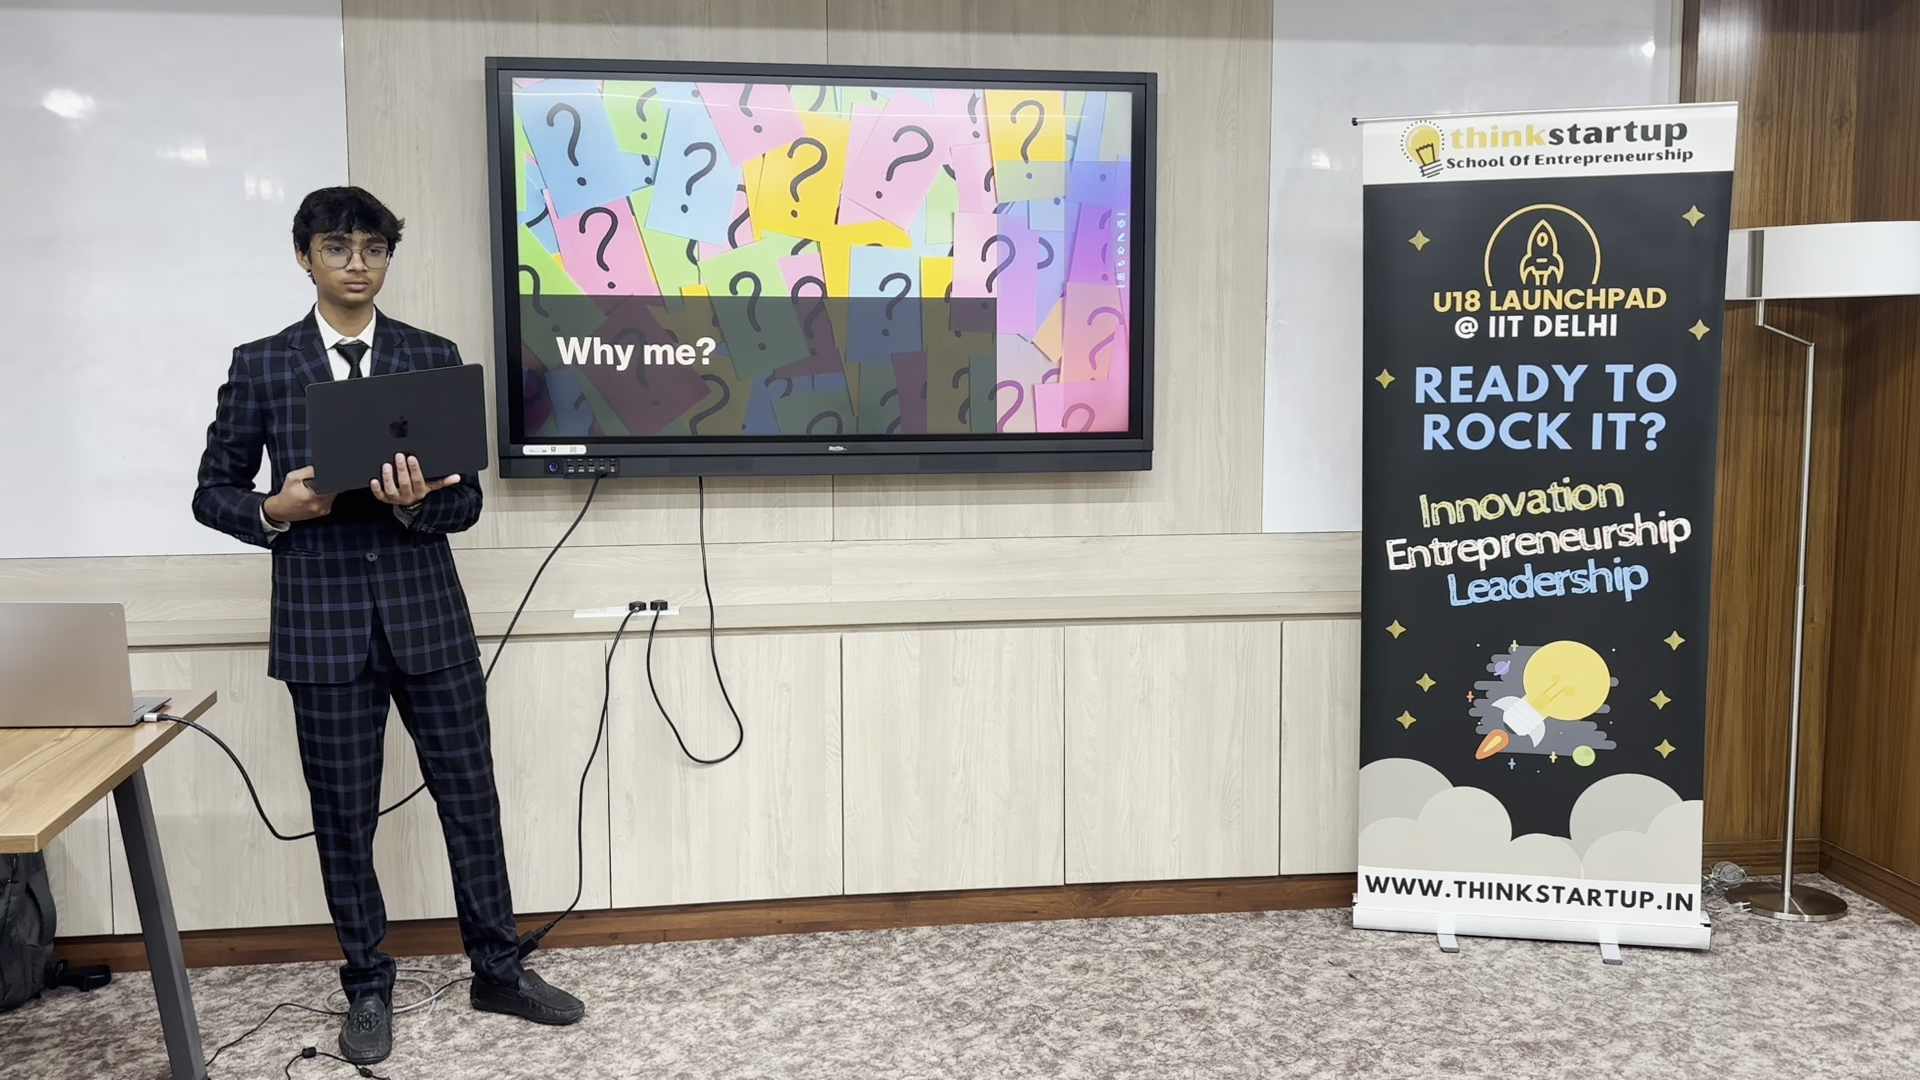 Why me?
thinkstartup
School Of Entrepreneurship
U18 LAUNCHPAD
@ IIT DELHI
READY TO
ROCK IT?
Innovation
Entrepreneurship
Leadership
WWW.THINKSTARTUP.IN